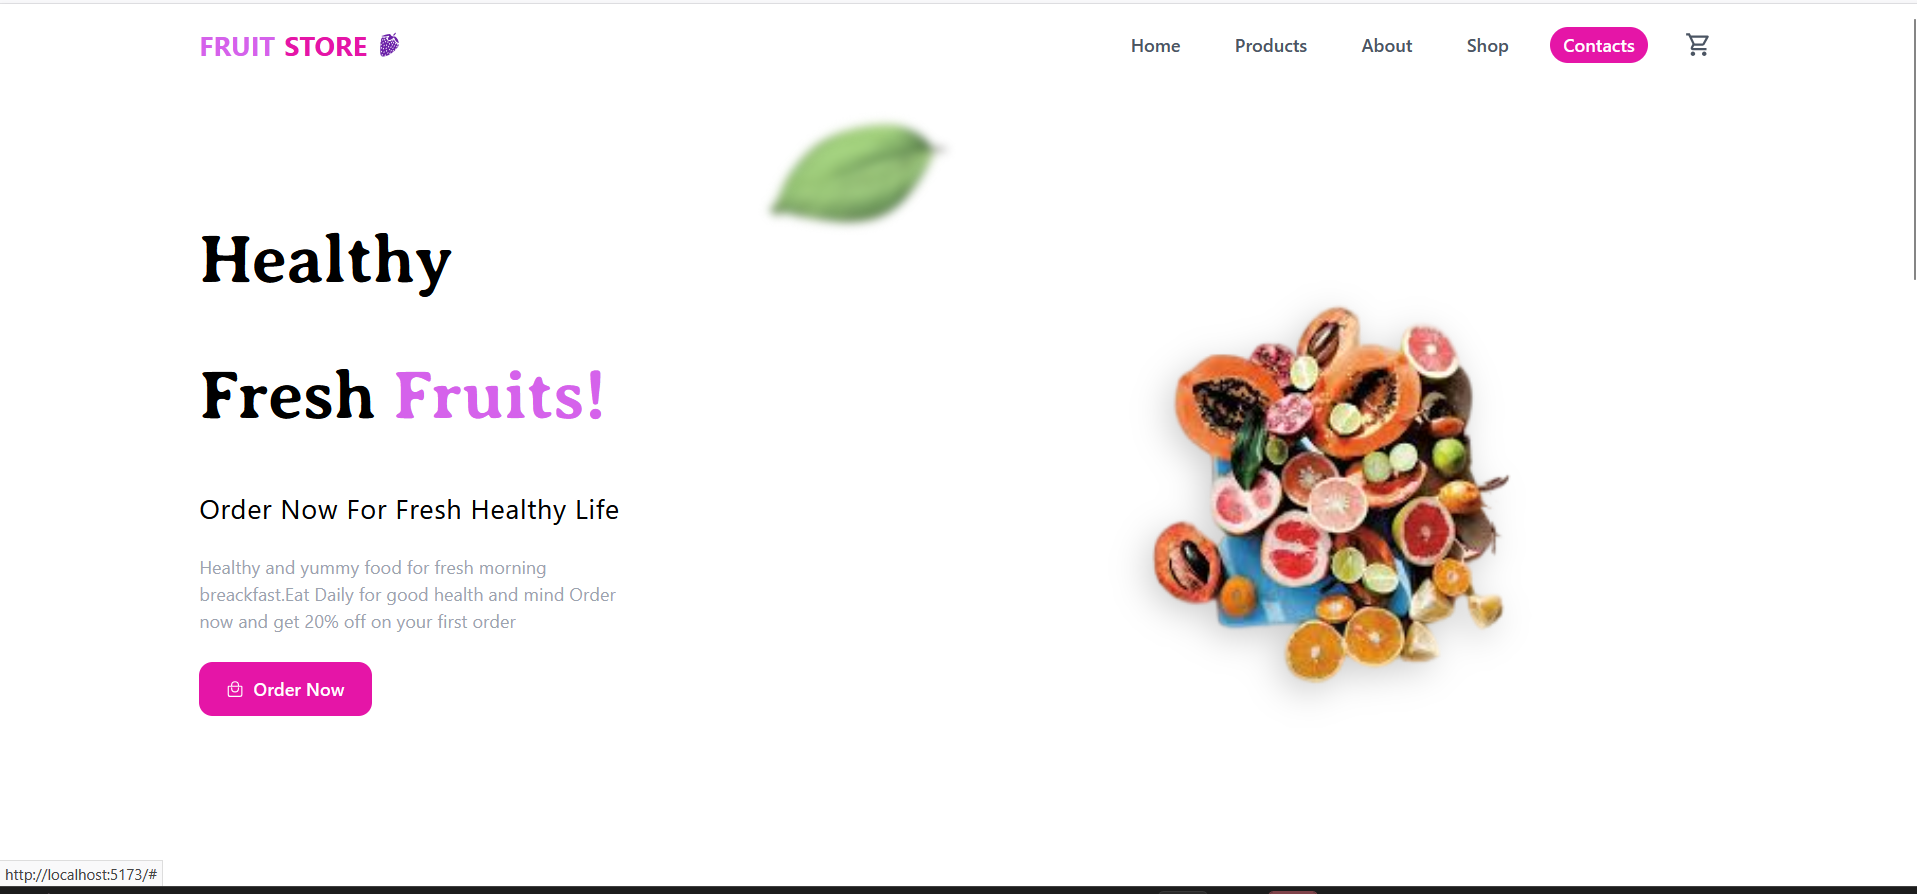 FRUIT STORE
Home Products About Shop Contacts
Healthy
Fresh Fruits!
Order Now For Fresh Healthy Life
Healthy and yummy food for fresh morning
breackfast.Eat Daily for good health and mind Order
now and get 20% off on your first order
Order Now
http://localhost:5173/#